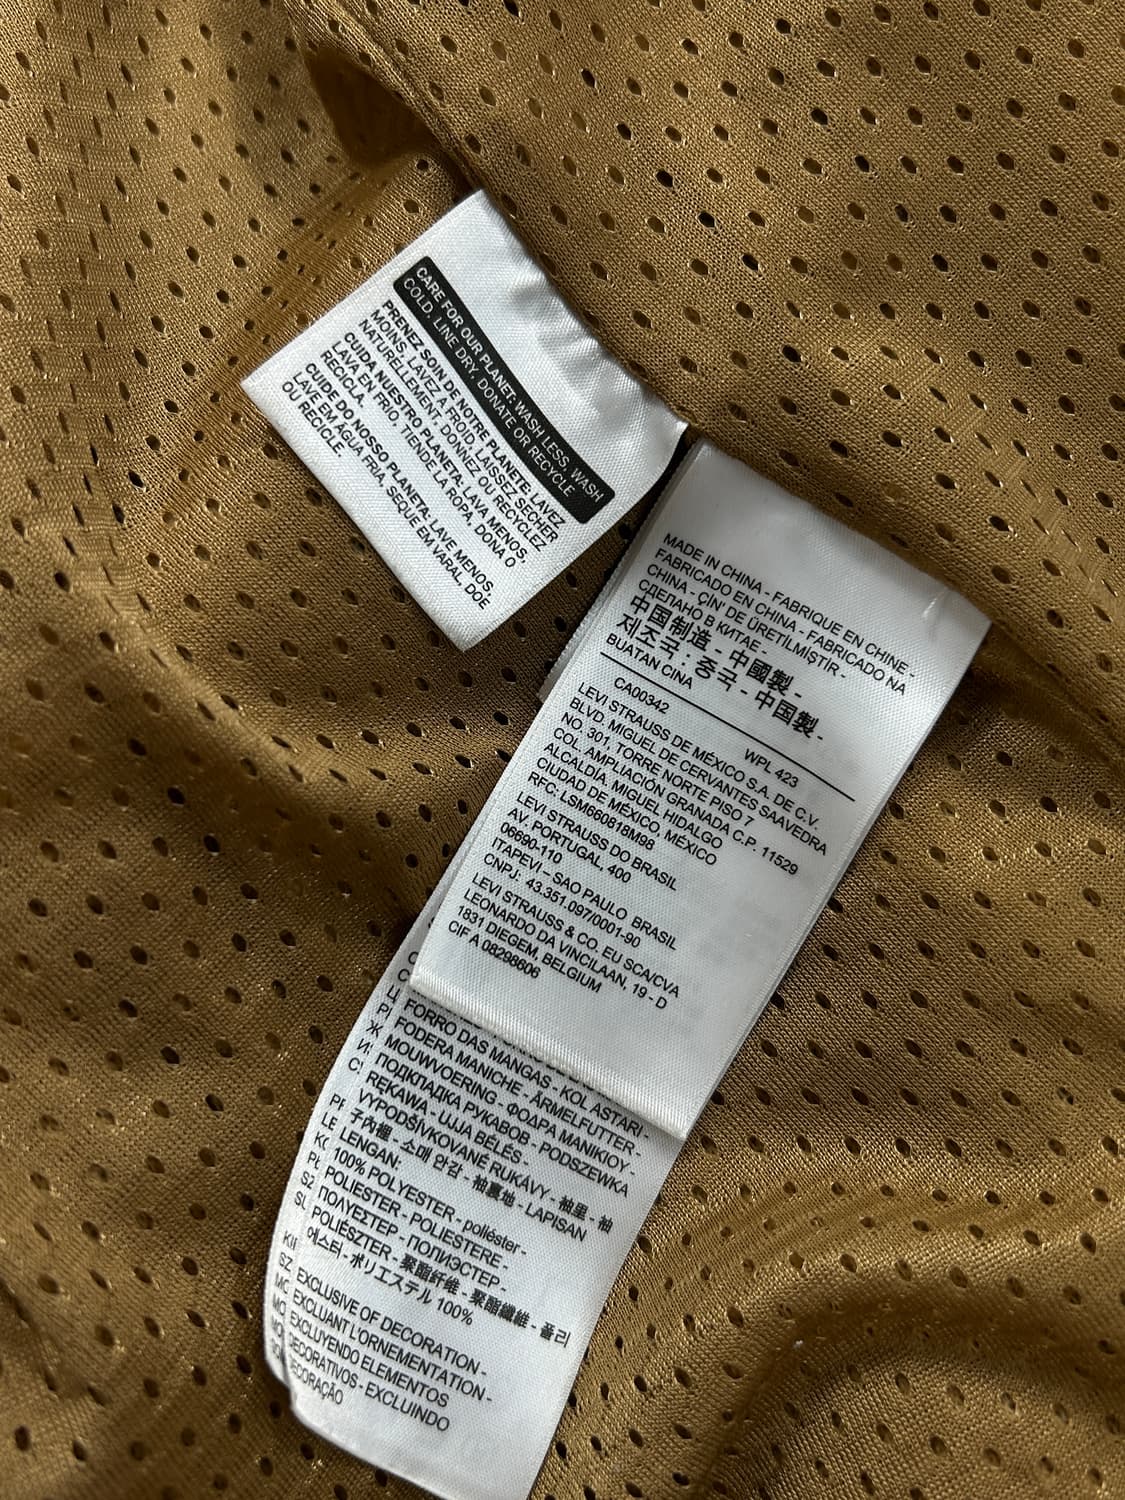 CARE FOR OUR PLANET: WASH LESS, WASH
COLD, LINE DRY, DONATE OR RECYCLE
PRENEZ SOIN DE NOTRE PLANETE: LAVEZ
MOINS, LAVEZ A FROID, LAISSEZ SECHER
NATURELLEMENT, DONNEZ OU RECYCLEZ
CUIDA NUESTRO PLANETA: LAVA MENOS,
LAVA EN FRIO, TIENDE LA ROPA, DONA O
RECICLA.
CUIDE DO NOSSO PLANETA: LAVE MENOS,
LAVE EM ÁGUA FRIA, SEQUE EM VARAL DOE
OU RECICLE.
MADE IN CHINA - FABRIQUE EN CHINE -
FABRICADO EN CHINA - FABRICADO NA
CHINA - ÇİN' DE ÜRETİLMİŞTİR -
СДЕЛАНО В КИТАЕ -
中国制造 - 中國製 -
제조국 : 중국 - 中国製 -
BUATAN CINA
CA00342 WPL 423
LEVI STRAUSS DE MÉXICO S.A. DE C.V.
BLVD. MIGUEL DE CERVANTES SAAVEDRA
NO. 301, TORRE NORTE PISO 7
COL. AMPLIACIÓN GRANADA C.P. 11529
ALCALDÍA. MIGUEL HIDALGO
CIUDAD DE MÉXICO, MÉXICO
RFC: LSM660818M98
LEVI STRAUSS DO BRASIL
AV. PORTUGAL, 400
06690-110
ITAPEVI – SAO PAULO BRASIL
CNPJ: 43.351.097/0001-90
LEVI STRAUSS & CO. EU SCA/CVA
LEONARDO DA VINCILAAN, 19 - D
1831 DIEGEM, BELGIUM
CIF A 08298606
FORRO DAS MANGAS - KOL ASTARI -
FODERA MANICHE - ÄRMELFUTTER -
MOUWVOERING - ΦΟΔΡΑ ΜΑΝΙΚΙΟΥ -
ПОДКЛАДКА РУКАВОВ - PODSZEWKA
RĘKAWA - UJJA BÉLÉS -
VYPODŠÍVKOVANÉ RUKÁVY - 袖里 - 袖
子內裡 - 소매 안감 - 袖裏地 - LAPISAN
LENGAN:
100% POLYESTER - poliéster -
POLIESTER - POLIESTERE -
ΠΟΛΥΕΣΤΕΡ - ПОЛИЭСТЕР -
POLIÉSZTER - 聚酯纤维 - 聚酯纖維 - 폴리
에스터 - ポリエステル 100%
EXCLUSIVE OF DECORATION -
EXCLUANT L'ORNEMENTATION -
EXCLUYENDO ELEMENTOS
DECORATIVOS - EXCLUINDO
DECORAÇÃO